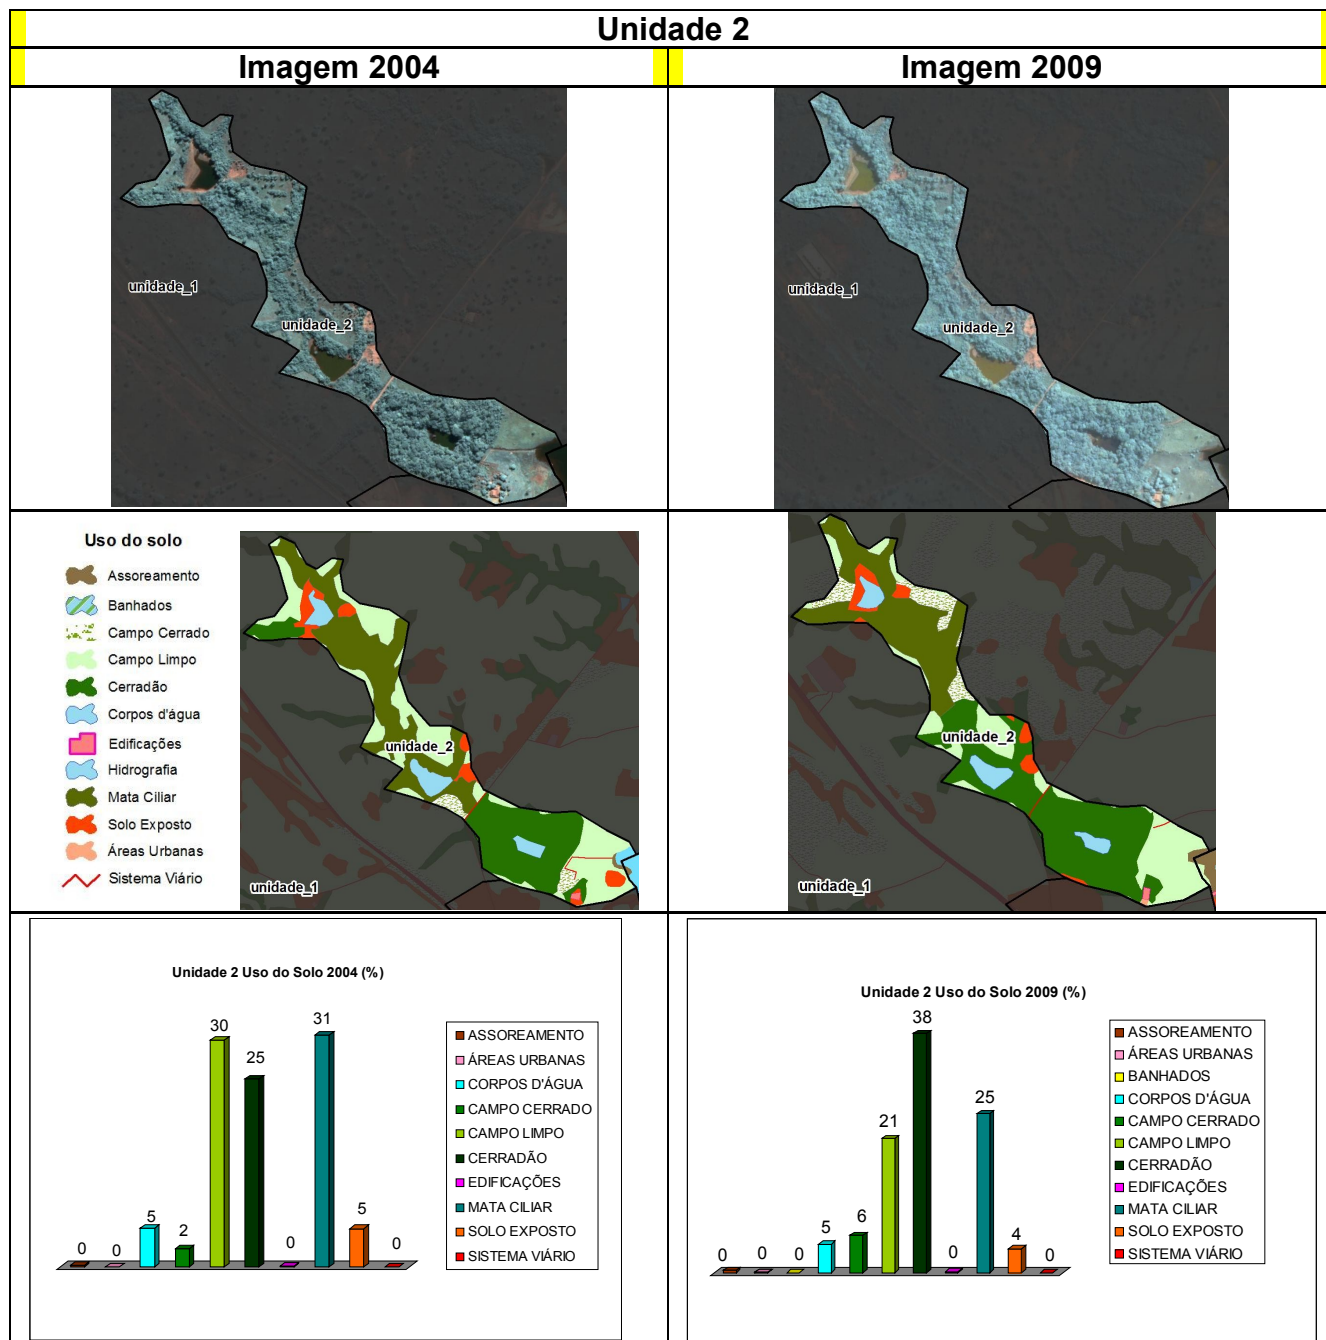 Unidade 2
Imagem 2004
Imagem 2009
unidade_1
unidade_2
unidade_1
unidade_2
Uso do solo
Assoreamento
Banhados
Campo Cerrado
Campo Limpo
Cerradão
Corpos d'água
Edificações
Hidrografia
Mata Ciliar
Solo Exposto
Áreas Urbanas
Sistema Viário
unidade_2
unidade_1
unidade_2
unidade_1
Unidade 2 Uso do Solo 2004 (%)
0
0
5
2
30
25
0
31
5
0
ASSOREAMENTO
ÁREAS URBANAS
CORPOS D'ÁGUA
CAMPO CERRADO
CAMPO LIMPO
CERRADÃO
EDIFICAÇÕES
MATA CILIAR
SOLO EXPOSTO
SISTEMA VIÁRIO
Unidade 2 Uso do Solo 2009 (%)
0
0
0
5
6
21
38
0
25
4
0
ASSOREAMENTO
ÁREAS URBANAS
BANHADOS
CORPOS D'ÁGUA
CAMPO CERRADO
CAMPO LIMPO
CERRADÃO
EDIFICAÇÕES
MATA CILIAR
SOLO EXPOSTO
SISTEMA VIÁRIO